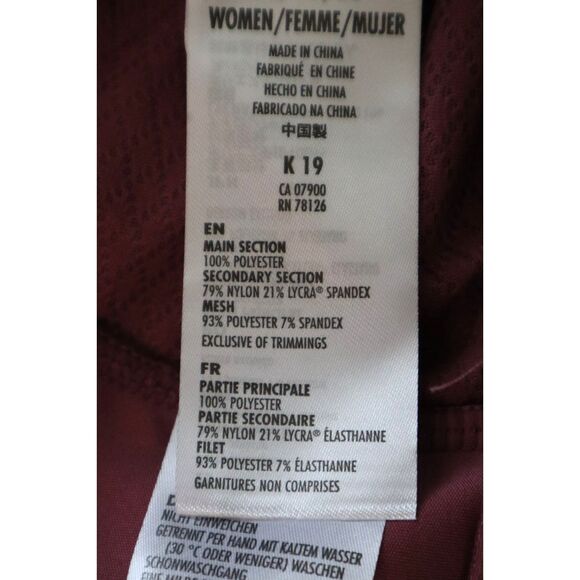 WOMEN/FEMME/MUJER
MADE IN CHINA
FABRIQUÉ EN CHINE
HECHO EN CHINA
FABRICADO NA CHINA
中国製
K 19
CA 07900
RN 78126
EN
MAIN SECTION
100% POLYESTER
SECONDARY SECTION
79% NYLON 21% LYCRA® SPANDEX
MESH
93% POLYESTER 7% SPANDEX
EXCLUSIVE OF TRIMMINGS
FR
PARTIE PRINCIPALE
100% POLYESTER
PARTIE SECONDAIRE
79% NYLON 21% LYCRA® ÉLASTHANNE
FILET
93% POLYESTER 7% ÉLASTHANNE
GARNITURES NON COMPRISES
NICHT EINWEICHEN
GETRENNT PER HAND MIT KALTEM WASSER
(30 °C ODER WENIGER) WASCHEN
SCHONWASCHGANG